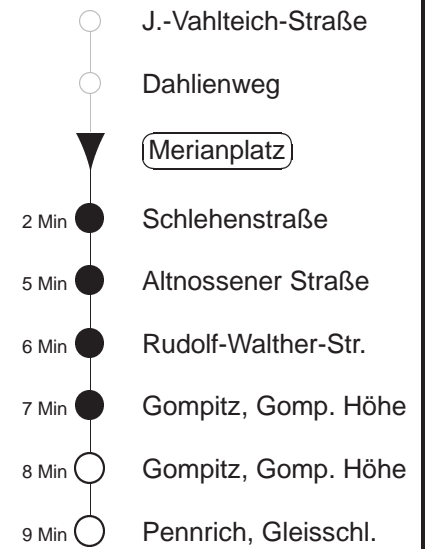 J.-Vahlteich-Straße
Dahlienweg
Merianplatz
2 Min Schlehenstraße
5 Min Altnossener Straße
6 Min Rudolf-Walther-Str.
7 Min Gompitz, Gomp. Höhe
8 Min Gompitz, Gomp. Höhe
9 Min Pennrich, Gleisschl.